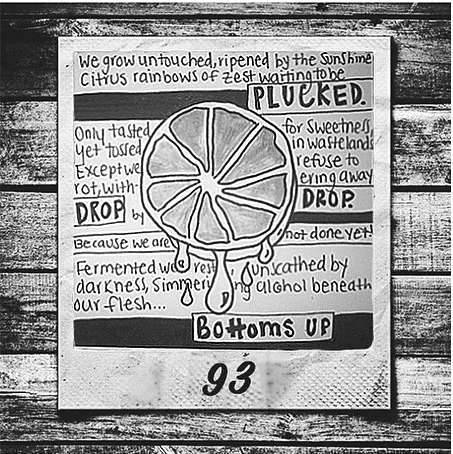 We grow untouched, ripened by the Sunshine
Citrus rainbows of Zest waiting to be
PLUCKED.
Only tasted for Sweetness,
yet tossed in wastelands
Except we refuse to
rot, with- ering away
DROP by DROP.
Because we are not done yet!
Fermented we rest unscathed by
darkness, Simmering alcohol beneath
our flesh...
Bottoms UP
93